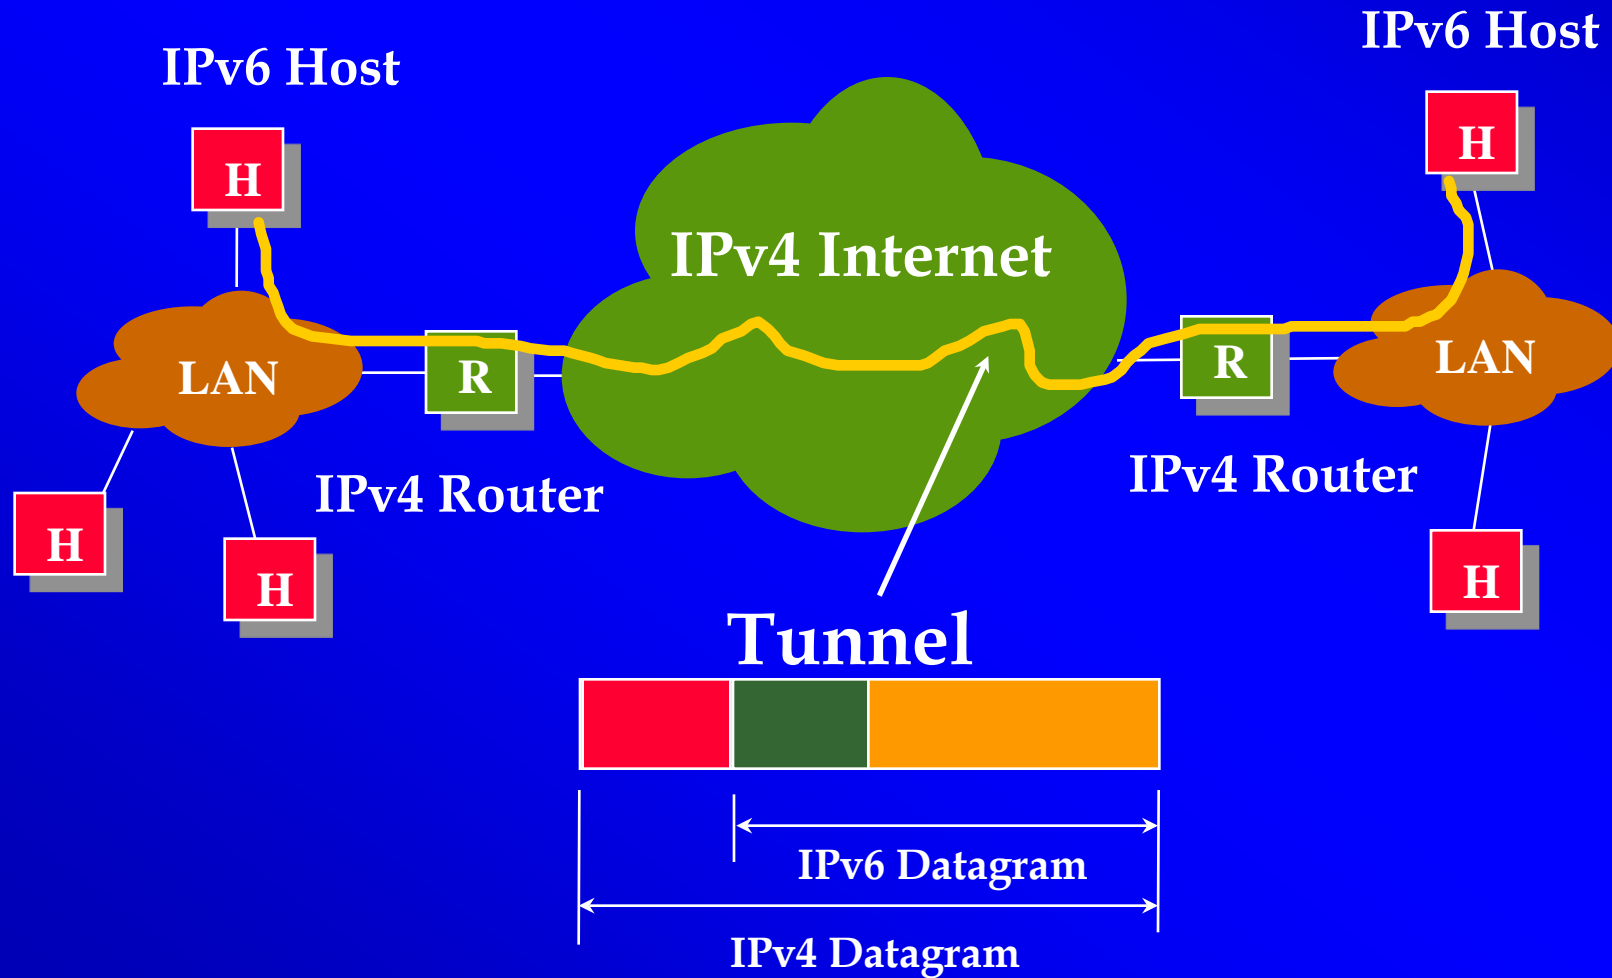 IPv6 Host
IPv6 Host
H
H
IPv4 Internet
LAN
R
R
LAN
IPv4 Router
IPv4 Router
H
H
H
Tunnel
IPv6 Datagram
IPv4 Datagram